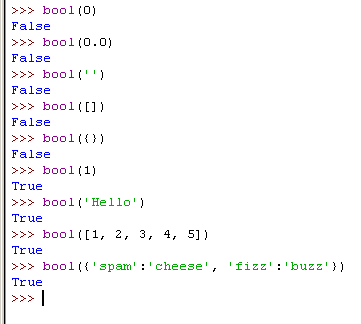 >>> bool(0)
False
>>> bool(0.0)
False
>>> bool('')
False
>>> bool([])
False
>>> bool({})
False
>>> bool(1)
True
>>> bool('Hello')
True
>>> bool([1, 2, 3, 4, 5])
True
>>> bool({'spam':'cheese', 'fizz':'buzz'})
True
>>>